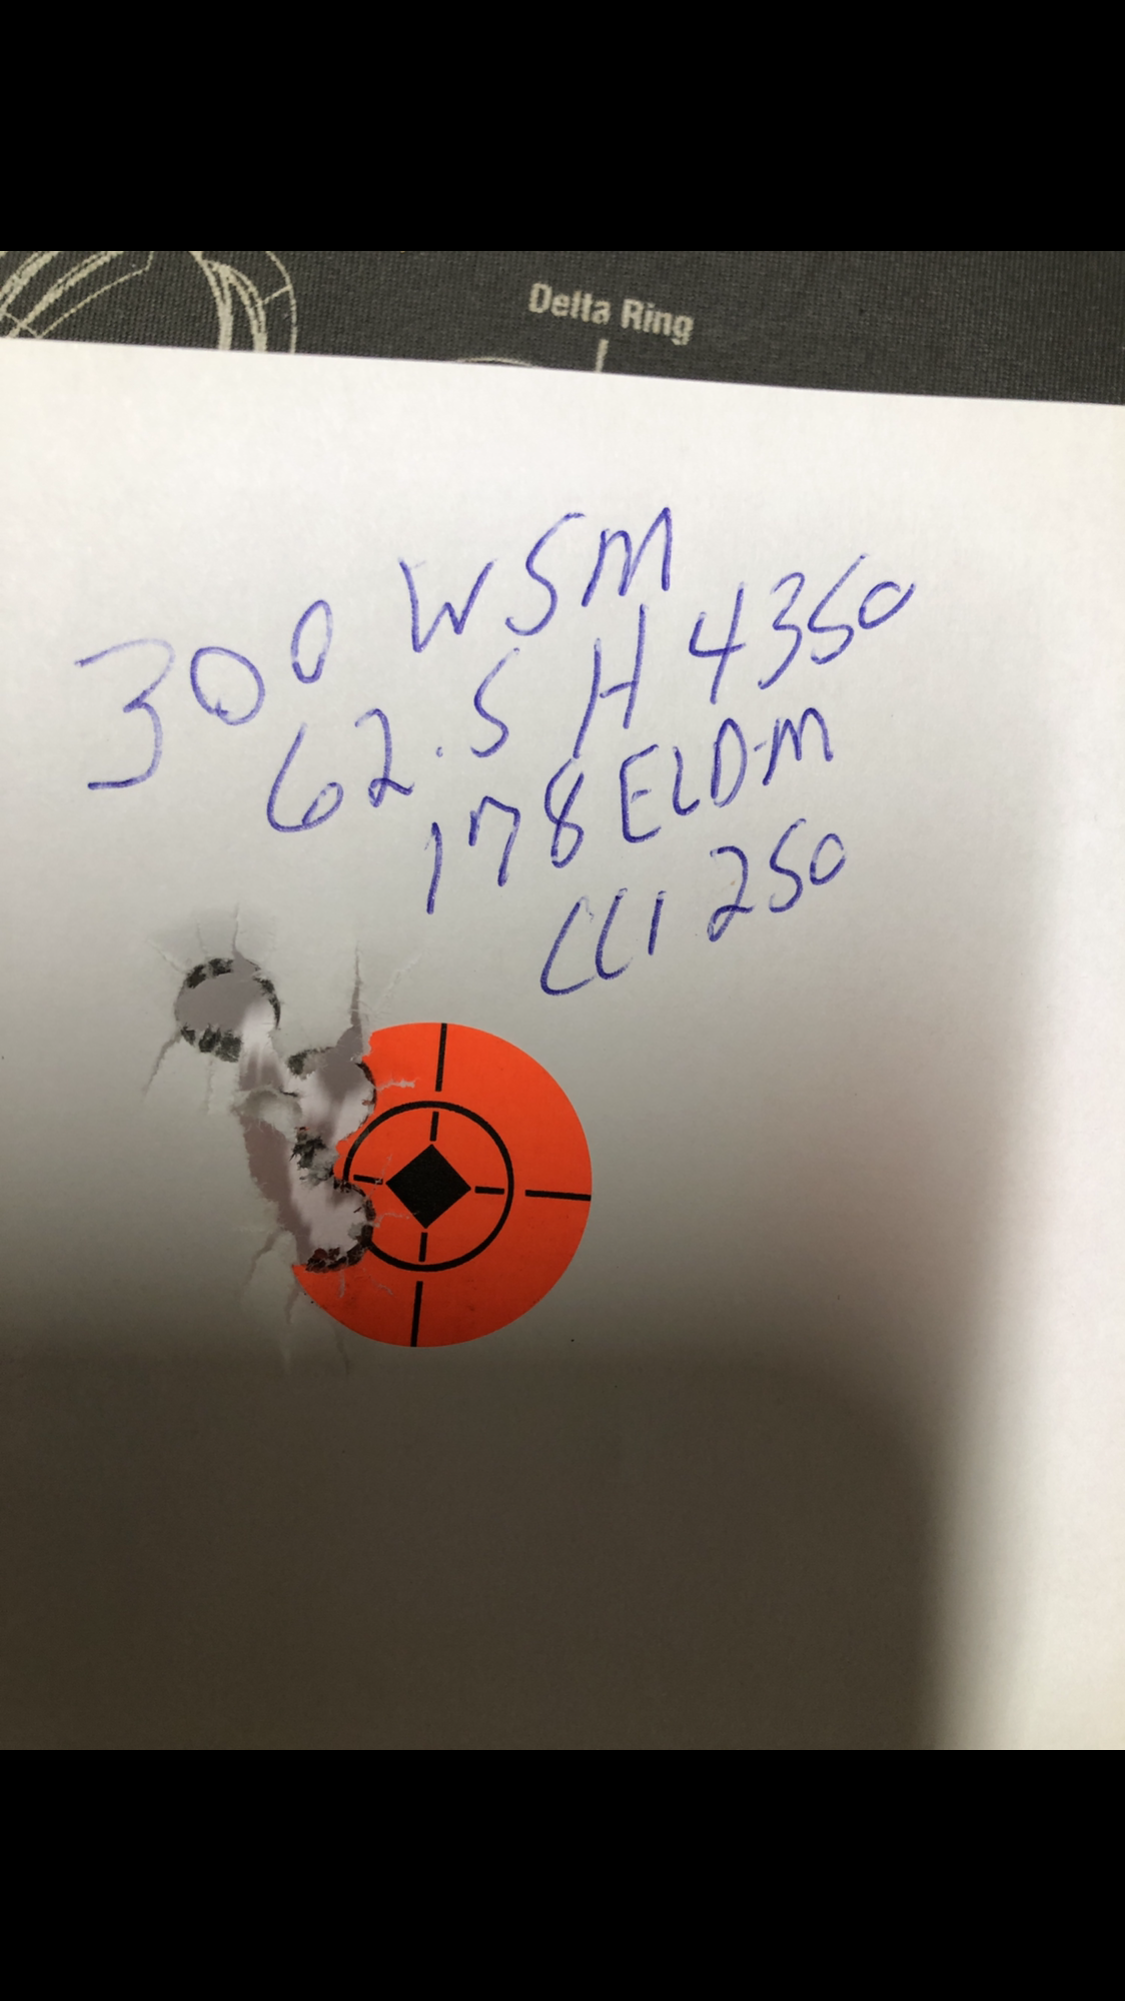 Delta Ring
300 WSM
62.5 H4350
178 ELD-M
CCI 250